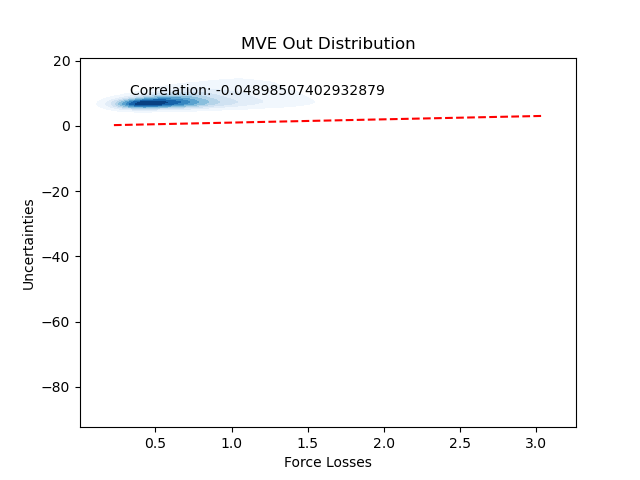 MVE Out Distribution
20
0
−20
−40
−60
−80
Correlation: -0.04898507402932879
Uncertainties
0.5 1.0 1.5 2.0 2.5 3.0
Force Losses